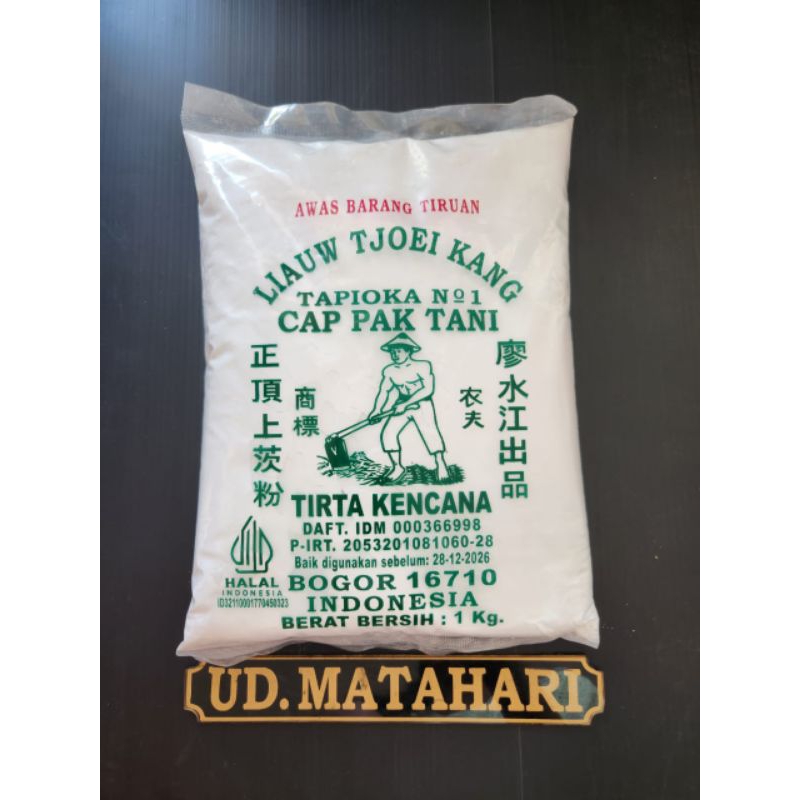 AWAS BARANG TIRUAN
LIAUW TJOEI KANG
TAPIOKA Nº1
CAP PAK TANI
正頂上茨粉
商標
农夫
廖水江出品
TIRTA KENCANA
DAFT. IDM 000366998
P-IRT. 2053201081060-28
Baik digunakan sebelum: 28-12-2026
BOGOR 16710
INDONESIA
BERAT BERSIH : 1 Kg.
HALAL
INDONESIA
ID32110001770450323
UD. MATAHARI